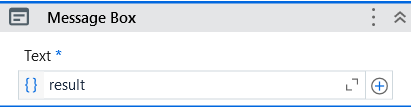 Message Box
Text *
{} result